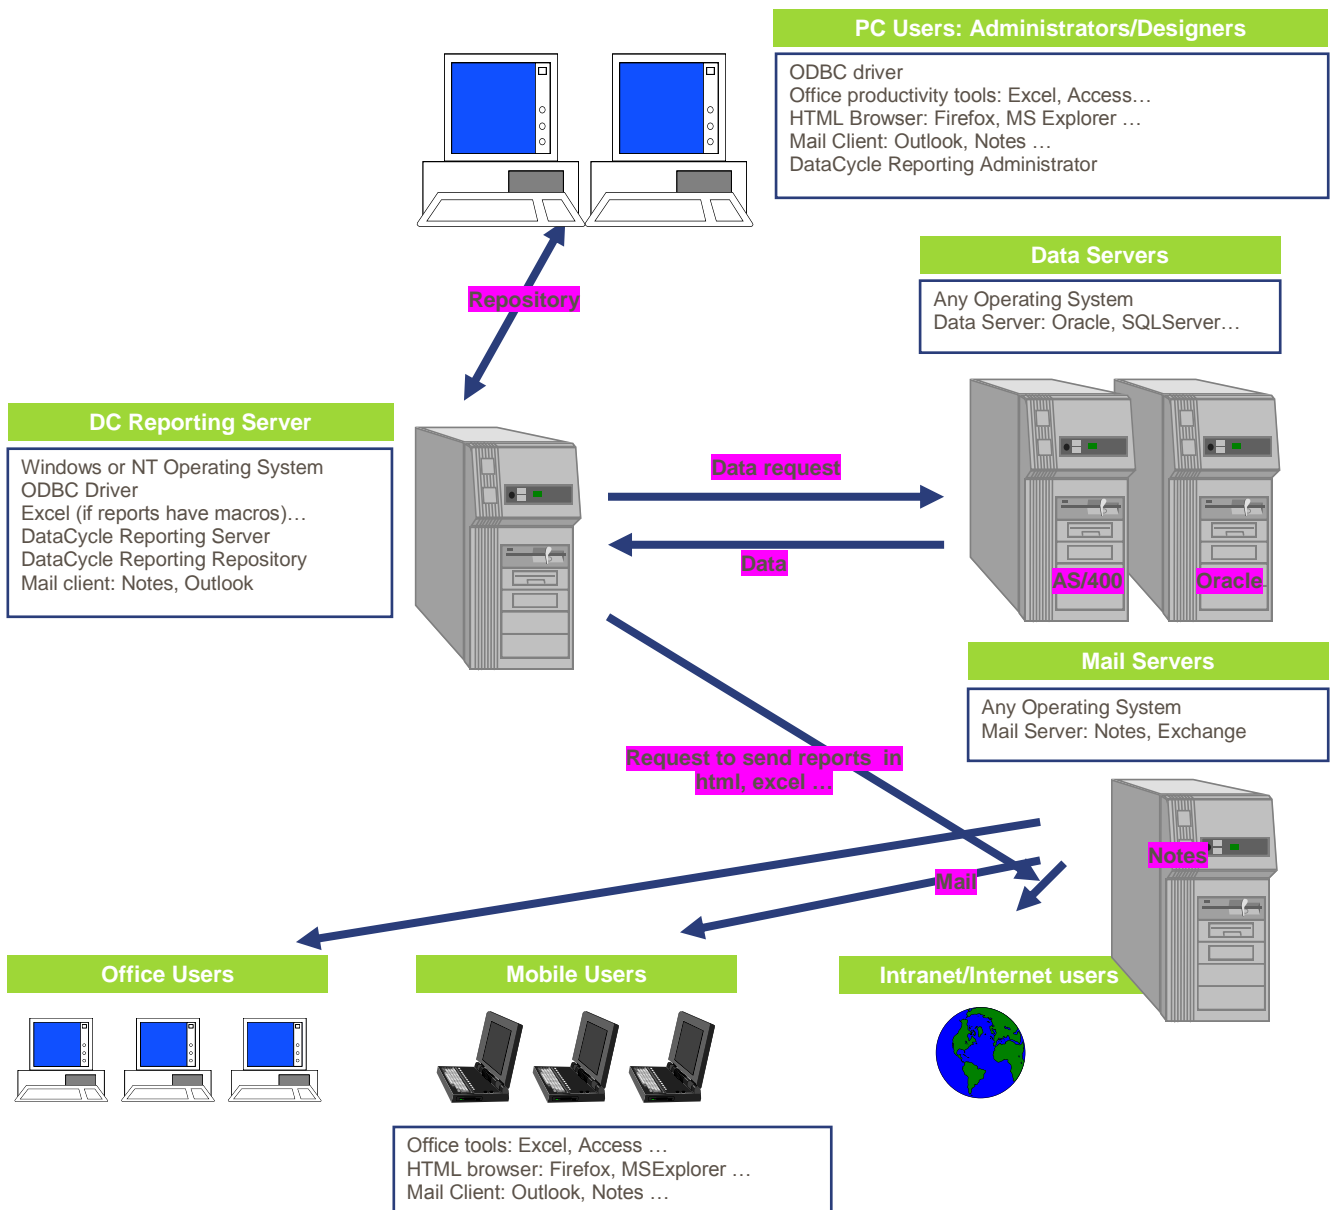 PC Users: Administrators/Designers
ODBC driver
Office productivity tools: Excel, Access…
HTML Browser: Firefox, MS Explorer …
Mail Client: Outlook, Notes …
DataCycle Reporting Administrator
Data Servers
Any Operating System
Data Server: Oracle, SQLServer…
Repository
DC Reporting Server
Windows or NT Operating System
ODBC Driver
Excel (if reports have macros)…
DataCycle Reporting Server
DataCycle Reporting Repository
Mail client: Notes, Outlook
Data request
Data
AS/400
Oracle
Mail Servers
Any Operating System
Mail Server: Notes, Exchange
Request to send reports  in
html, excel …
Notes
Mail
Office Users
Mobile Users
Intranet/Internet users
Office tools: Excel, Access …
HTML browser: Firefox, MSExplorer …
Mail Client: Outlook, Notes …